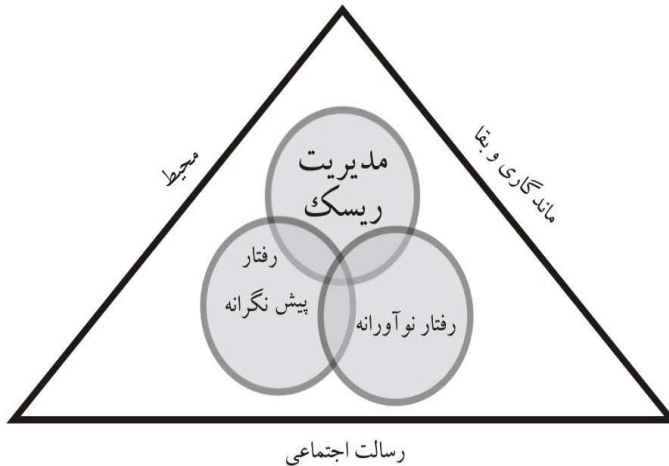 محیط
ماندگاری و بقا
مدیریت
ریسک
رفتار
پیش نگرانه
رفتار نوآورانه
رسالت اجتماعی